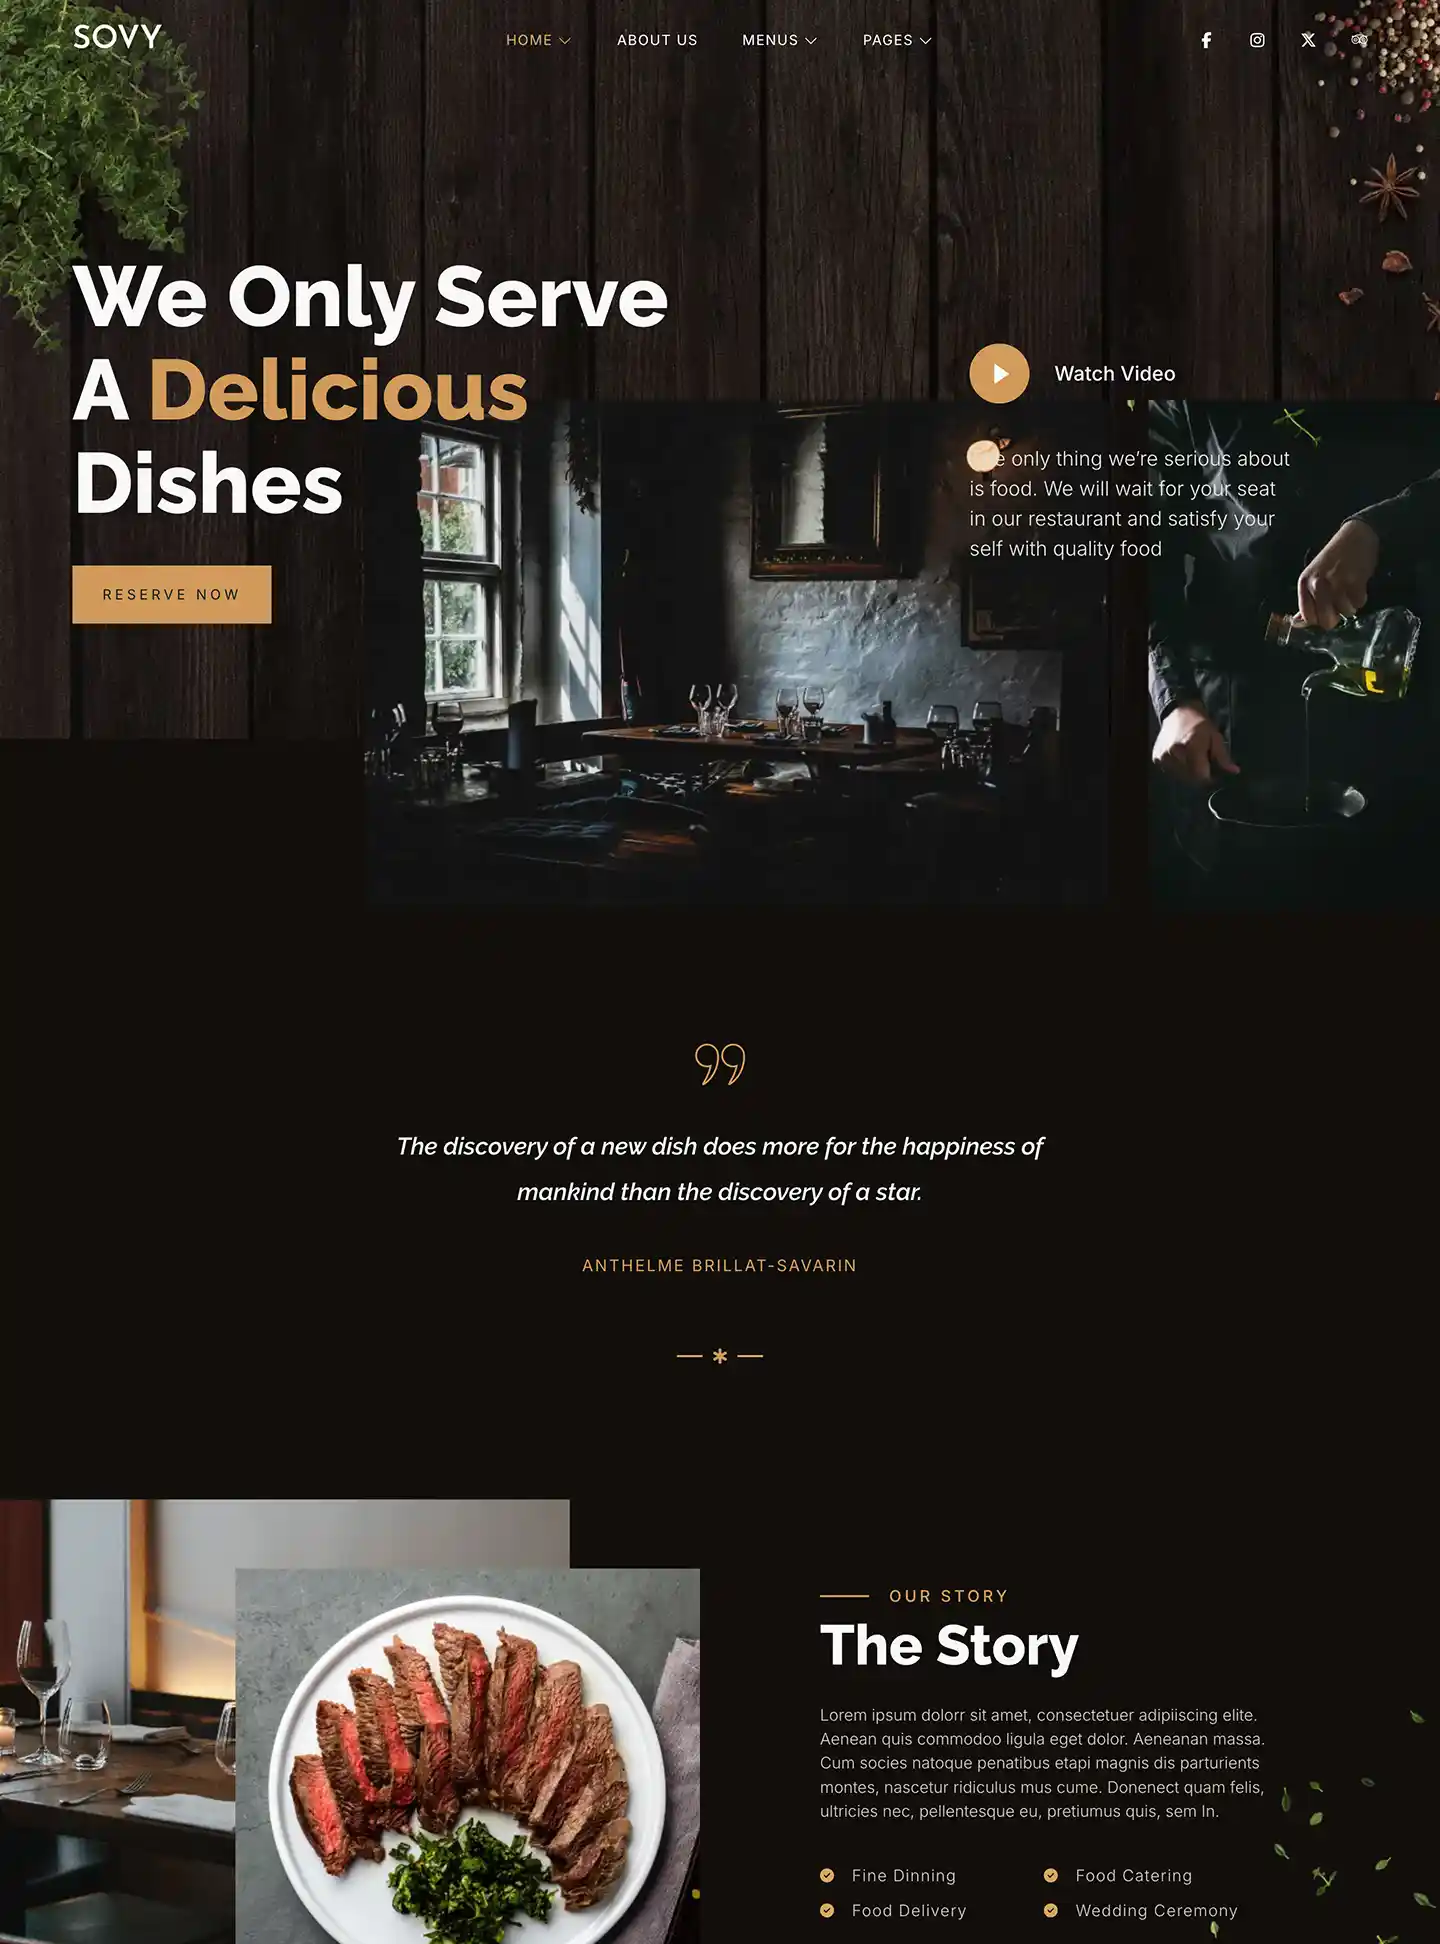 SOVY
HOME
ABOUT US
MENUS
PAGES
We Only Serve
A Delicious
Dishes
RESERVE NOW
Watch Video
only thing we're serious about
is food. We will wait for your seat
in our restaurant and satisfy your
self with quality food
The discovery of a new dish does more for the happiness of
mankind than the discovery of a star.
ANTHELME BRILLAT-SAVARIN
OUR STORY
The Story
Lorem ipsum dolorr sit amet, consectetuer adipiiscing elite.
Aenean quis commodoo ligula eget dolor. Aeneanan massa.
Cum socies natoque penatibus etapi magnis dis parturients
montes, nascetur ridiculus mus cume. Donenect quam felis,
ultricies nec, pellentesque eu, pretiumus quis, sem In.
Fine Dinning
Food Catering
Food Delivery
Wedding Ceremony